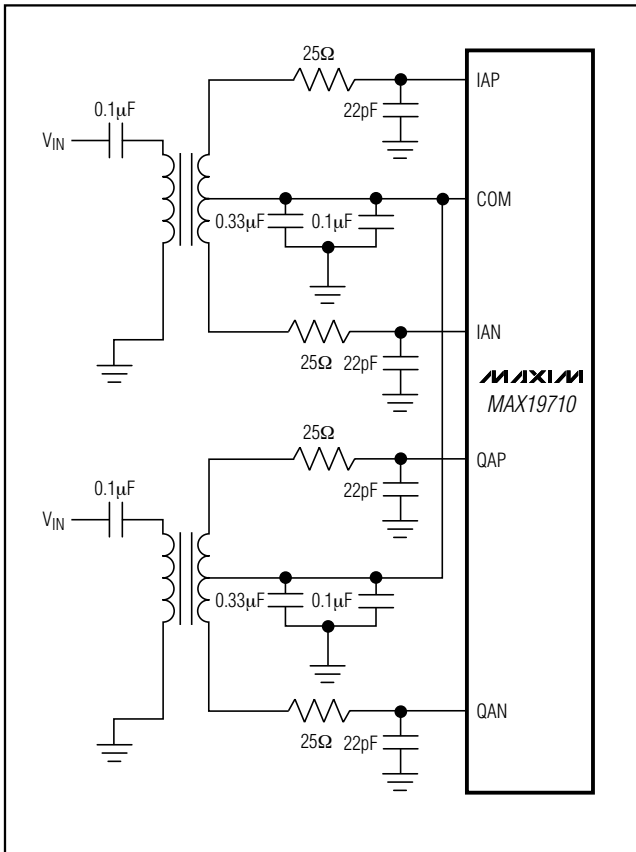 25Ω
IAP
0.1μF
22pF
VIN
COM
0.33μF
0.1μF
IAN
25Ω
22pF
MAXIM
MAX19710
25Ω
QAP
0.1μF
22pF
VIN
0.33μF
0.1μF
QAN
25Ω
22pF